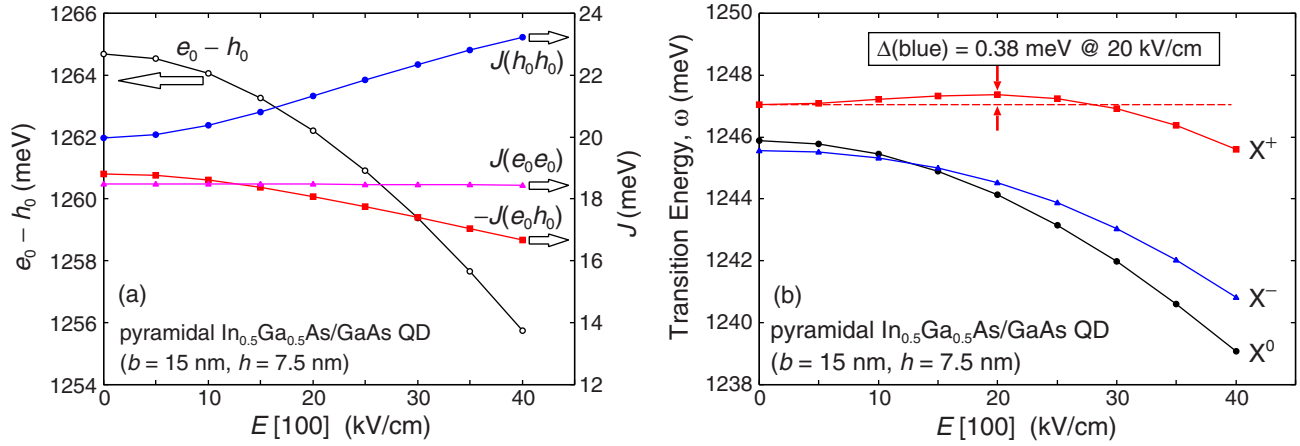 1266
1264
1262
1260
1258
1256
1254
e₀ – h₀ (meV)
24
22
20
18
16
14
12
J (meV)
e₀ – h₀
J(h₀h₀)
J(e₀e₀)
–J(e₀h₀)
(a)
pyramidal In₀.₅Ga₀.₅As/GaAs QD
(b = 15 nm, h = 7.5 nm)
0 10 20 30 40
E [100] (kV/cm)
1250
1248
1246
1244
1242
1240
1238
Transition Energy, ω (meV)
Δ(blue) = 0.38 meV @ 20 kV/cm
X⁺
X⁻
X⁰
(b)
pyramidal In₀.₅Ga₀.₅As/GaAs QD
(b = 15 nm, h = 7.5 nm)
0 10 20 30 40
E [100] (kV/cm)